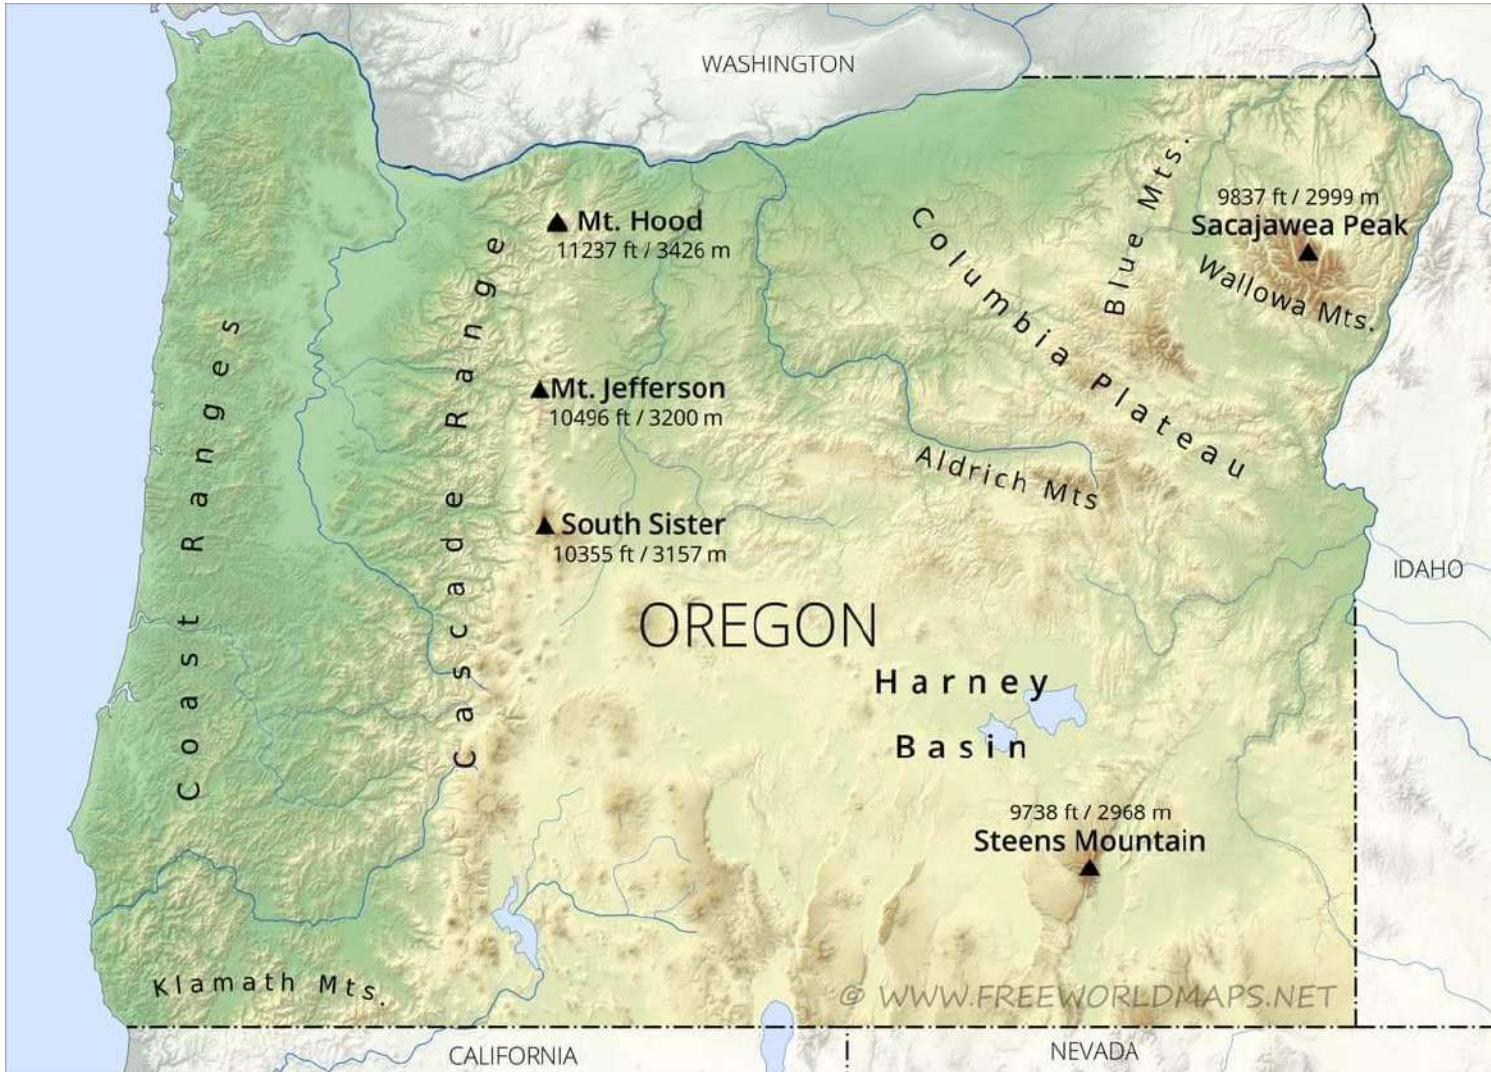 WASHINGTON
9837 ft / 2999 m
Sacajawea Peak
Mt. Hood
11237 ft / 3426 m
Blue Mts.
Wallowa Mts.
Columbia Plateau
Coast Ranges
Cascade Range
Mt. Jefferson
10496 ft / 3200 m
Aldrich Mts
South Sister
10355 ft / 3157 m
IDAHO
OREGON
Harney
Basin
9738 ft / 2968 m
Steens Mountain
Klamath Mts.
© WWW.FREEWORLDMAPS.NET
CALIFORNIA
NEVADA